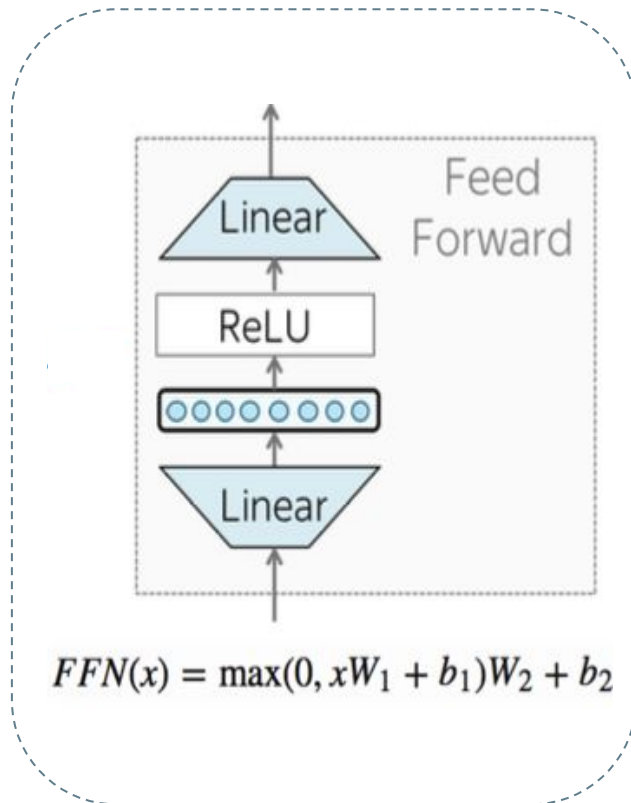 Feed
Forward
Linear
ReLU
Linear
FFN(x) = max(0, xW₁ + b₁)W₂ + b₂